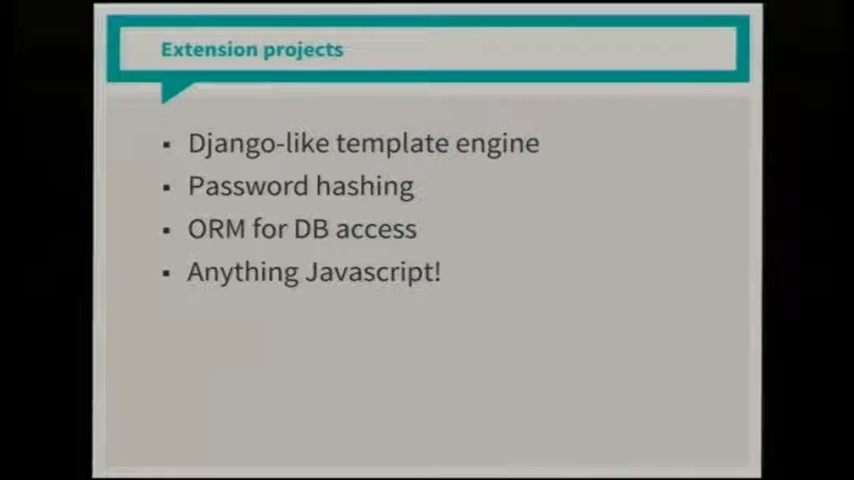 Extension projects
▪ Django-like template engine
▪ Password hashing
▪ ORM for DB access
▪ Anything Javascript!